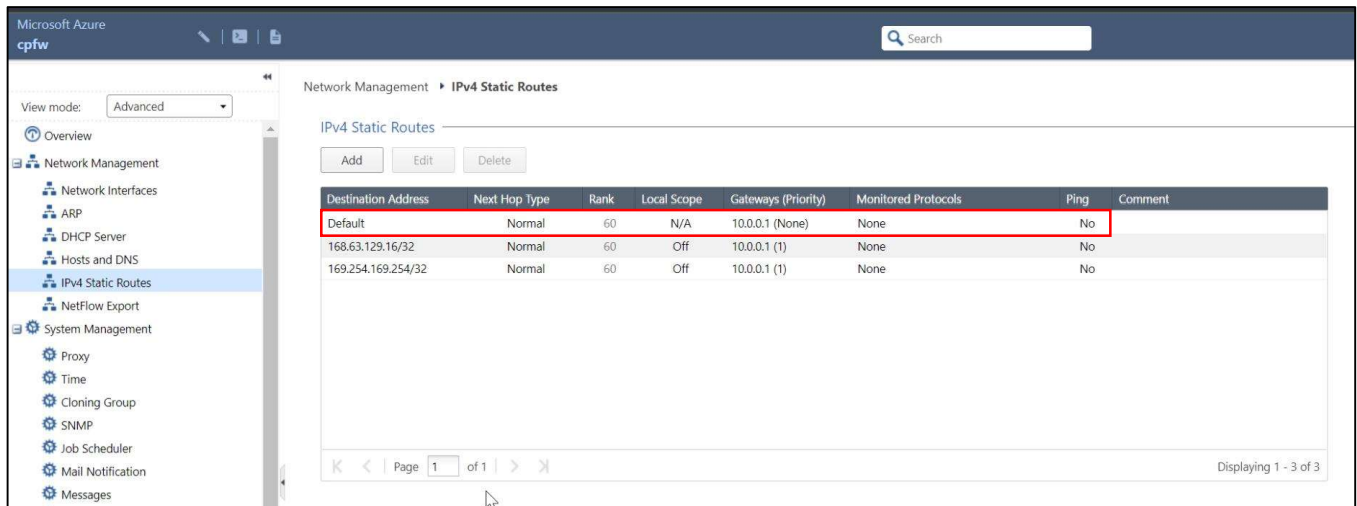 Microsoft Azure
cpfw
Search
View mode: Advanced
Overview
Network Management
Network Interfaces
ARP
DHCP Server
Hosts and DNS
IPv4 Static Routes
NetFlow Export
System Management
Proxy
Time
Cloning Group
SNMP
Job Scheduler
Mail Notification
Messages
Network Management IPv4 Static Routes
IPv4 Static Routes
Add Edit Delete
Destination Address Next Hop Type Rank Local Scope Gateways (Priority) Monitored Protocols Ping Comment
Default Normal 60 N/A 10.0.0.1 (None) None No
168.63.129.16/32 Normal 60 Off 10.0.0.1 (1) None No
169.254.169.254/32 Normal 60 Off 10.0.0.1 (1) None No
Page 1 of 1
Displaying 1 - 3 of 3